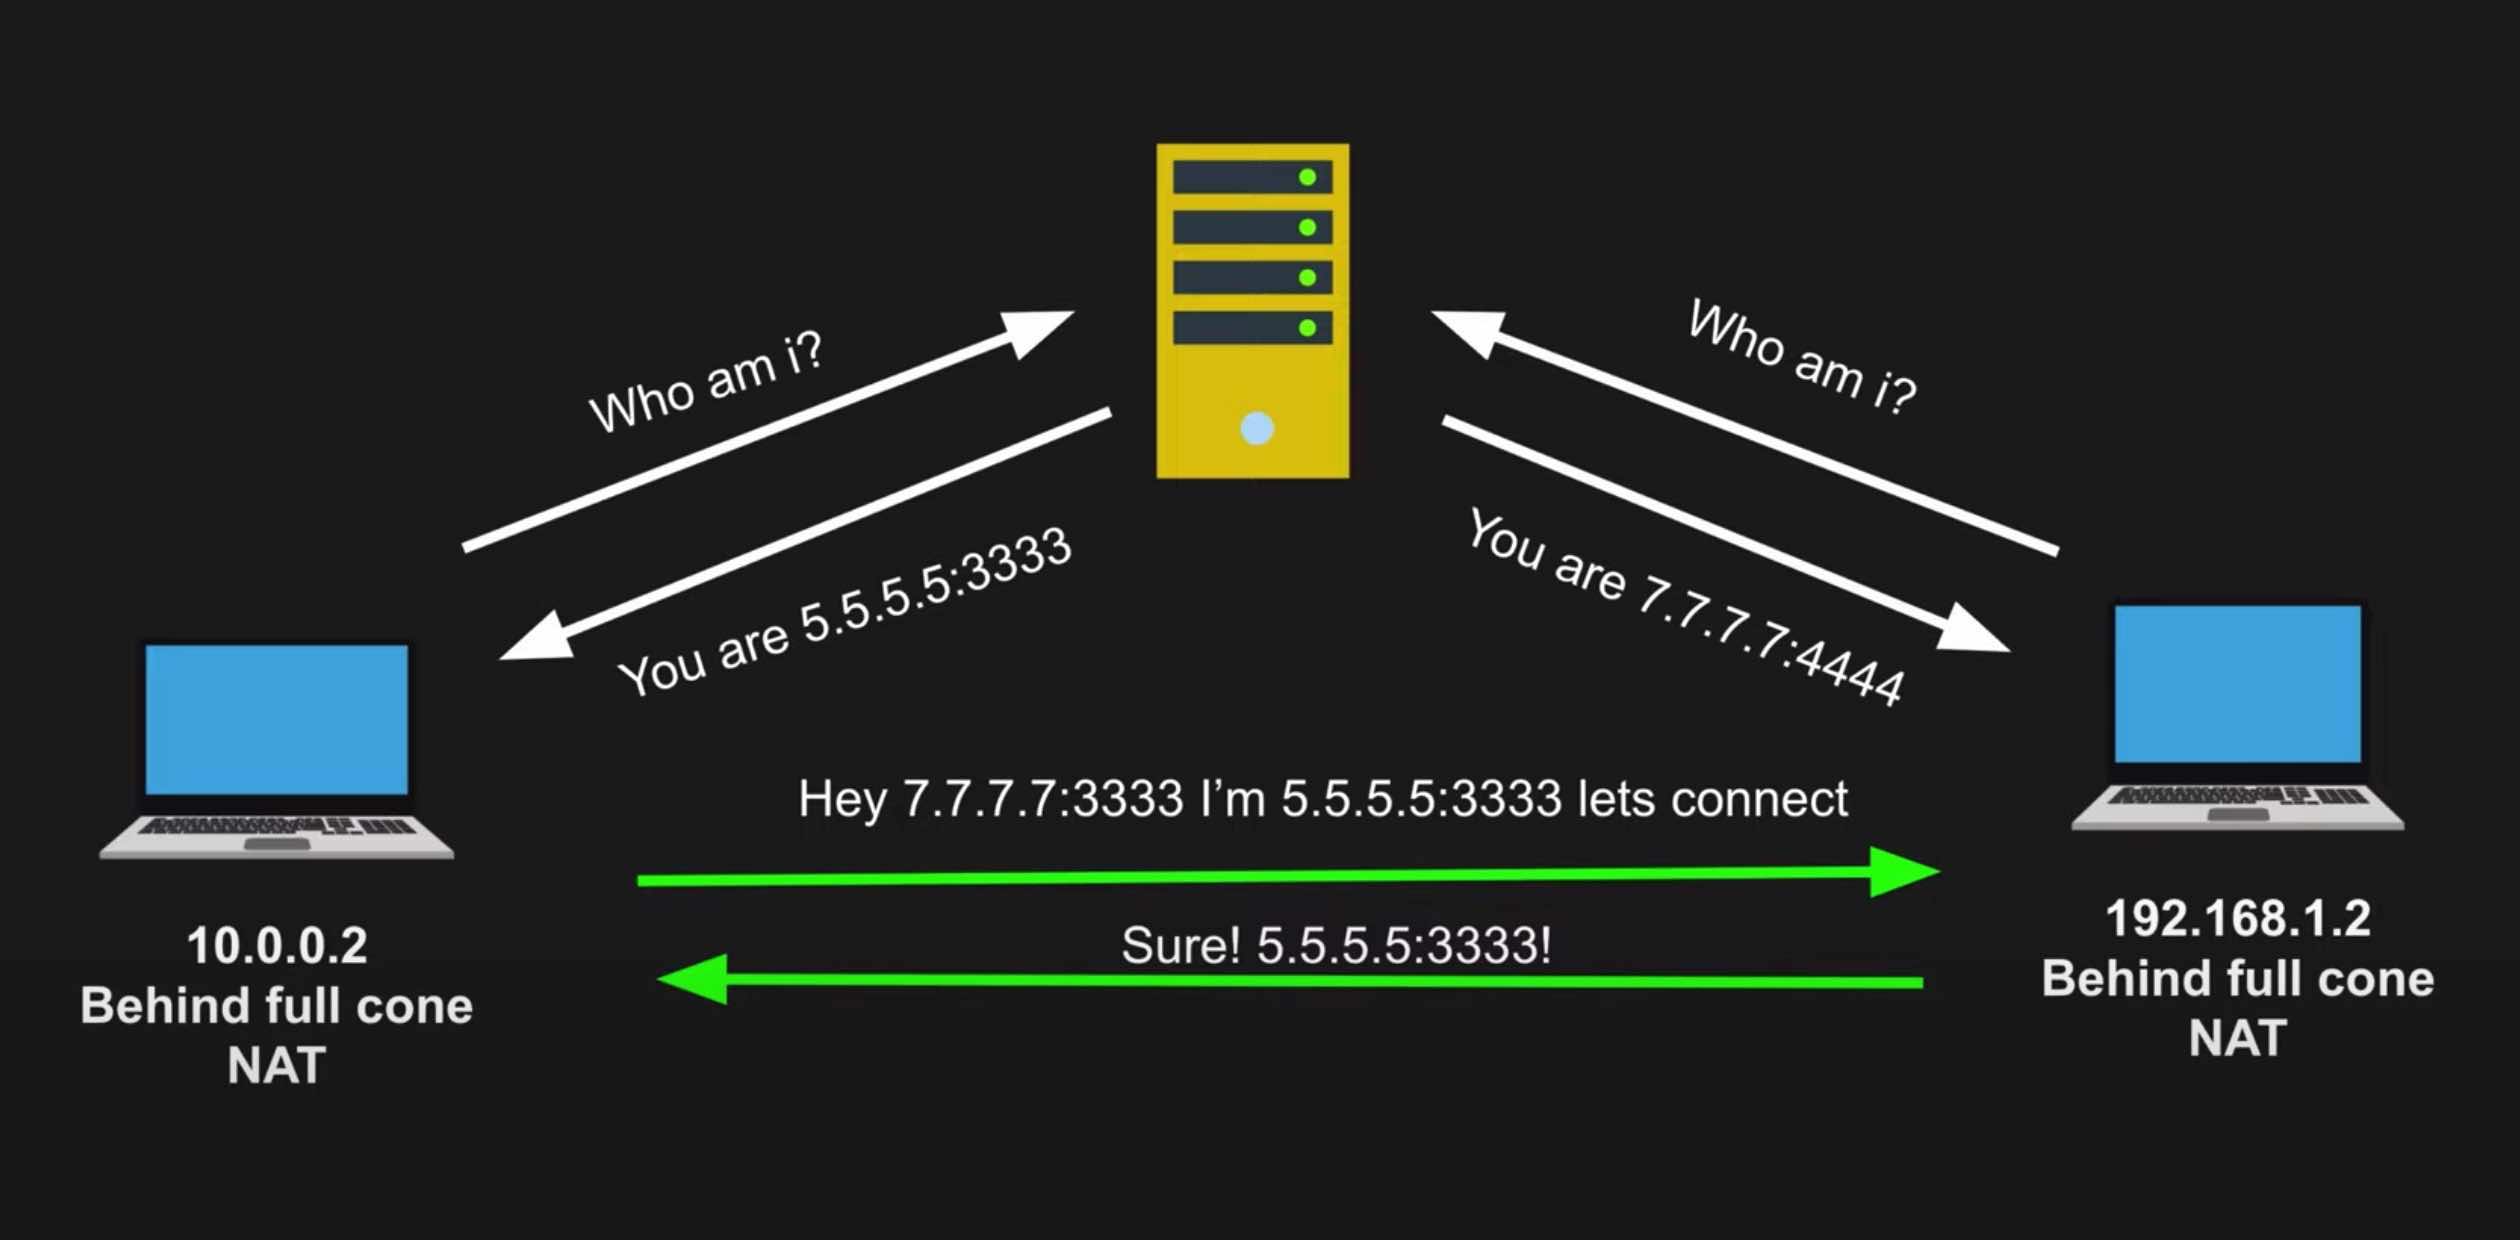 Who am i?
Who am i?
You are 5.5.5.5:3333
You are 7.7.7.7:4444
Hey 7.7.7.7:3333 I’m 5.5.5.5:3333 lets connect
Sure! 5.5.5.5:3333!
10.0.0.2
Behind full cone
NAT
192.168.1.2
Behind full cone
NAT